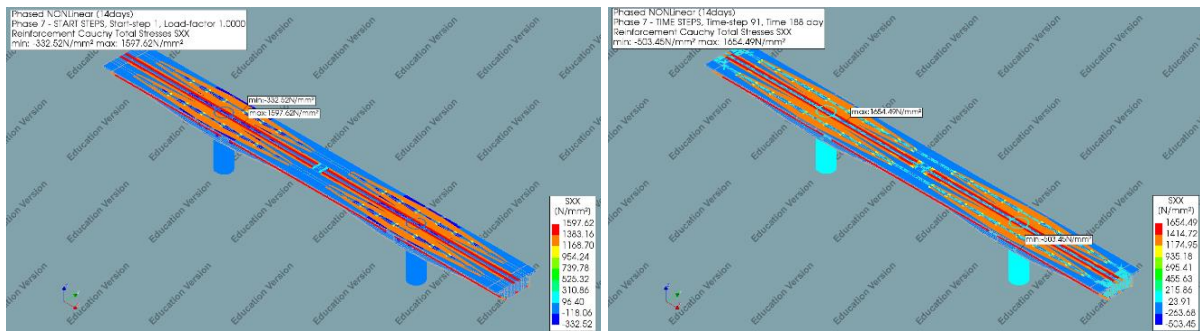 Phased NONLinear (14days)
Phase 7 - START STEPS, Start-step 1, Load-factor 1.0000
Reinforcement Cauchy Total Stresses SXX
min: -332.52N/mm² max: 1597.62N/mm²
min:-332.52N/mm²
max:1597.62N/mm²
SXX
[N/mm²]
1597.62
1383.16
1168.70
954.24
739.78
525.32
310.86
96.40
-118.06
-332.52
Education Version
Phased NONLinear (14days)
Phase 7 - TIME STEPS, Time-step 91, Time 188 day
Reinforcement Cauchy Total Stresses SXX
min: -503.45N/mm² max: 1654.49N/mm²
max:1654.49N/mm²
min:-503.45N/mm²
SXX
[N/mm²]
1654.49
1414.72
1174.95
935.18
695.41
455.63
215.86
-23.91
-263.68
-503.45
Education Version